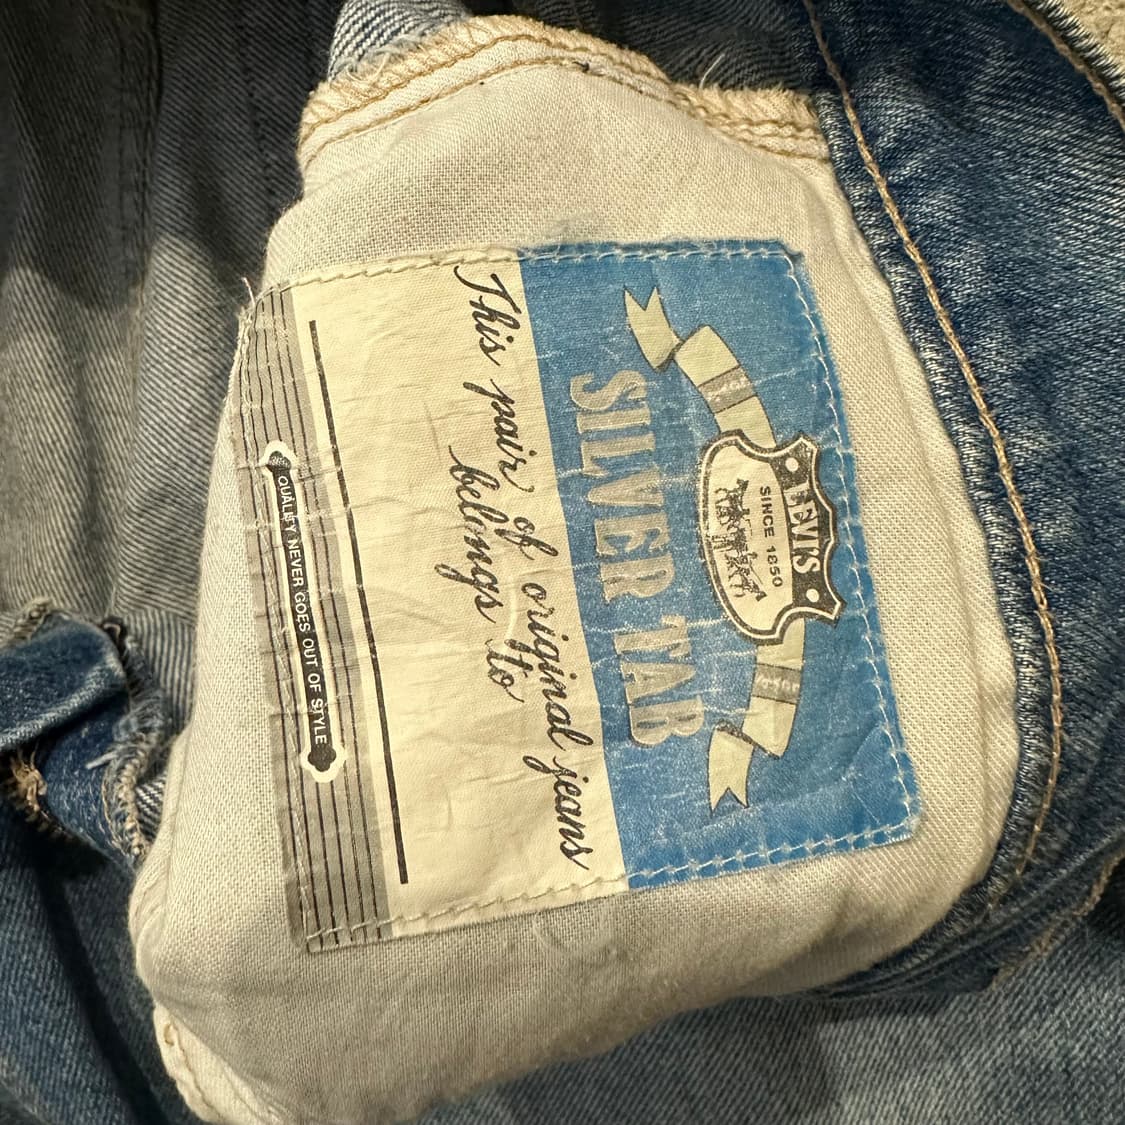 LEVI'S
SINCE 1850
SILVER TAB
This pair of original jeans
belongs to
QUALITY NEVER GOES OUT OF STYLE